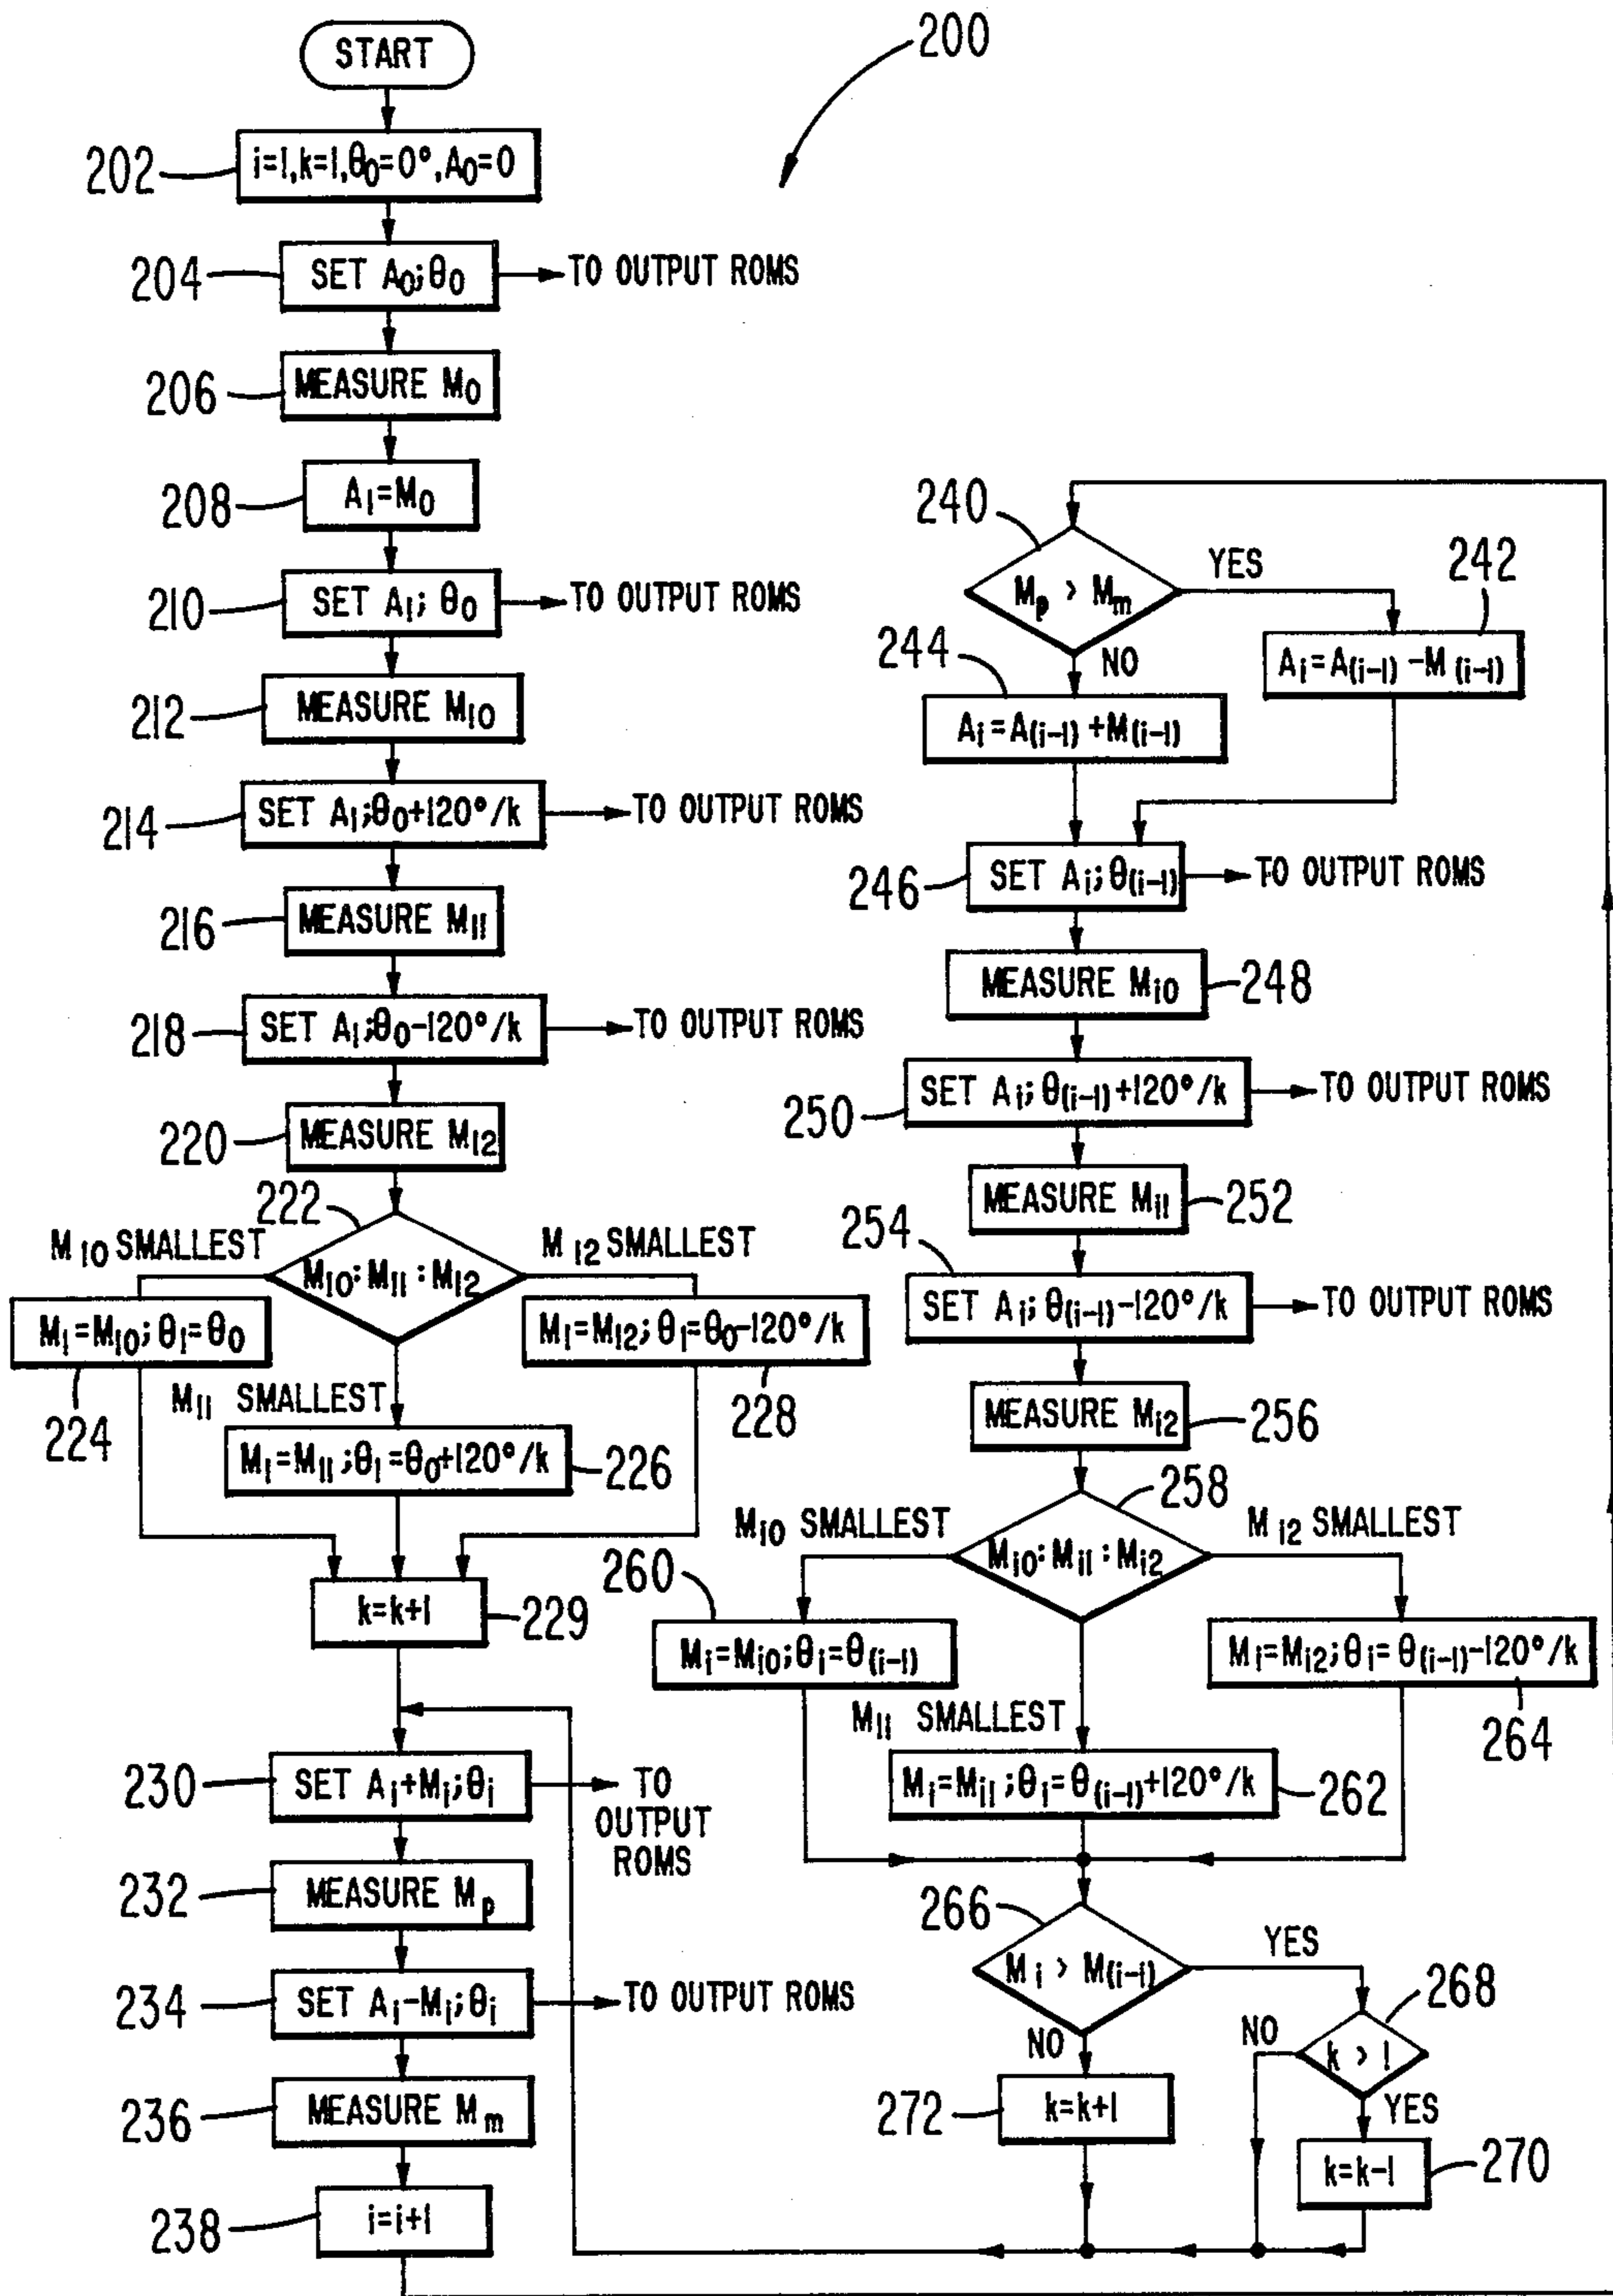 START
200
202
i=1,k=1,θ0=0°,A0=0
204
SET A0;θ0
TO OUTPUT ROMS
206
MEASURE M0
208
A1=M0
210
SET A1; θ0
TO OUTPUT ROMS
212
MEASURE M10
214
SET A1;θ0+120°/k
TO OUTPUT ROMS
216
MEASURE M11
218
SET A1;θ0-120°/k
TO OUTPUT ROMS
220
MEASURE M12
222
M10 SMALLEST
M12 SMALLEST
M10:M11:M12
M1=M10;θ1=θ0
224
M1=M12;θ1=θ0-120°/k
228
M11 SMALLEST
M1=M11;θ1=θ0+120°/k
226
k=k+1
229
230
SET Ai+Mi;θi
TO
OUTPUT
ROMS
232
MEASURE Mp
234
SET Ai-Mi;θi
TO OUTPUT ROMS
236
MEASURE Mm
238
i=i+1
240
Mp > Mm
YES
242
Ai=A(i-1)-M(i-1)
NO
244
Ai=A(i-1)+M(i-1)
246
SET Ai;θ(i-1)
TO OUTPUT ROMS
MEASURE Mi0
248
250
SET Ai;θ(i-1)+120°/k
TO OUTPUT ROMS
MEASURE Mi1
252
254
SET Ai;θ(i-1)-120°/k
TO OUTPUT ROMS
MEASURE Mi2
256
258
Mi0 SMALLEST
Mi2 SMALLEST
Mi0:Mi1:Mi2
260
Mi=Mi0;θi=θ(i-1)
Mi=Mi2;θi=θ(i-1)-120°/k
264
M11 SMALLEST
Mi=Mi1;θi=θ(i-1)+120°/k
262
266
Mi > M(i-i)
YES
268
NO
k > 1
NO
YES
272
k=k+1
k=k-1
270